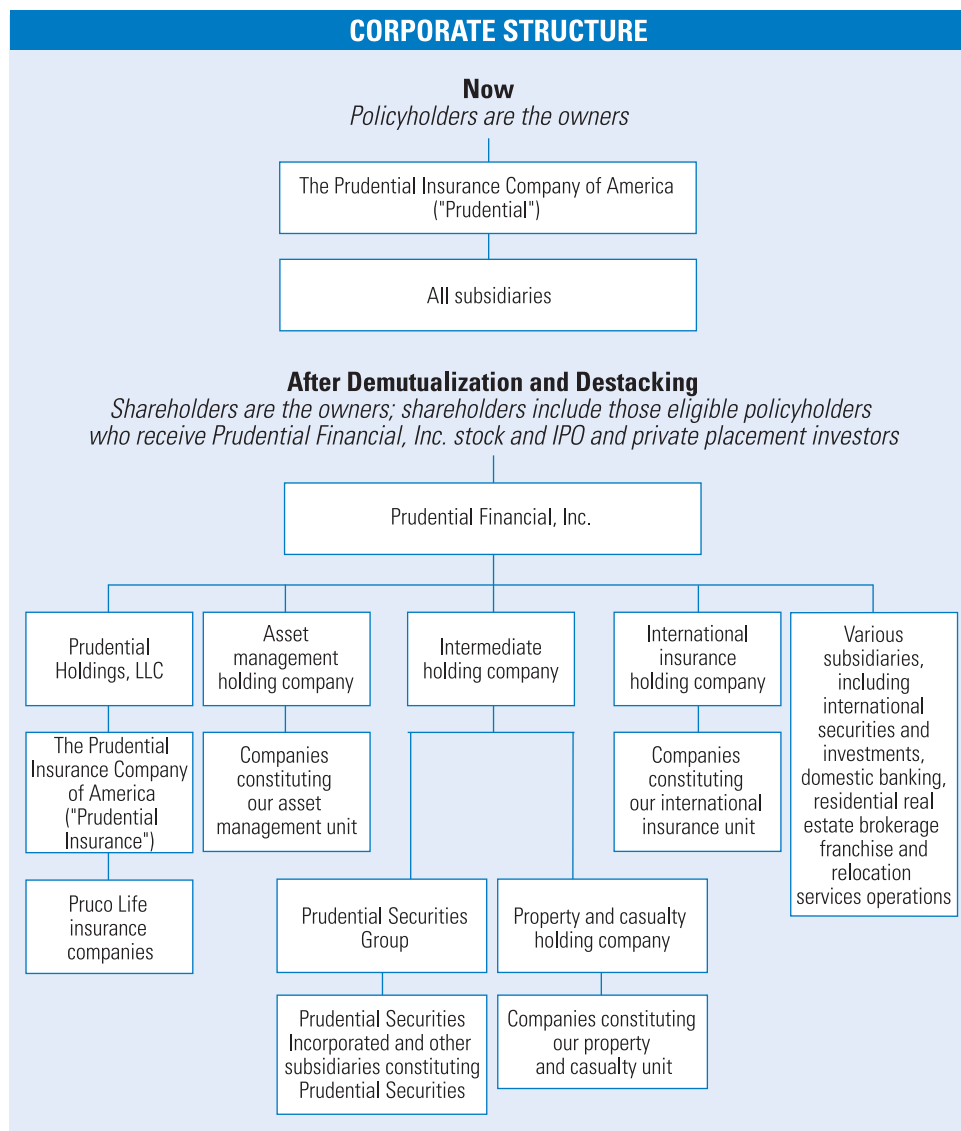 CORPORATE STRUCTURE
Now
Policyholders are the owners
The Prudential Insurance Company of America
("Prudential")
All subsidiaries
After Demutualization and Destacking
Shareholders are the owners; shareholders include those eligible policyholders
who receive Prudential Financial, Inc. stock and IPO and private placement investors
Prudential Financial, Inc.
Prudential
Holdings, LLC
Asset
management
holding company
Intermediate
holding company
International
insurance
holding company
Various
subsidiaries,
including
international
securities and
investments,
domestic banking,
residential real
estate brokerage
franchise and
relocation
services operations
The Prudential
Insurance Company
of America
("Prudential
Insurance")
Companies
constituting
our asset
management unit
Companies
constituting
our international
insurance unit
Pruco Life
insurance
companies
Prudential Securities
Group
Property and casualty
holding company
Prudential Securities
Incorporated and other
subsidiaries constituting
Prudential Securities
Companies constituting
our property
and casualty unit